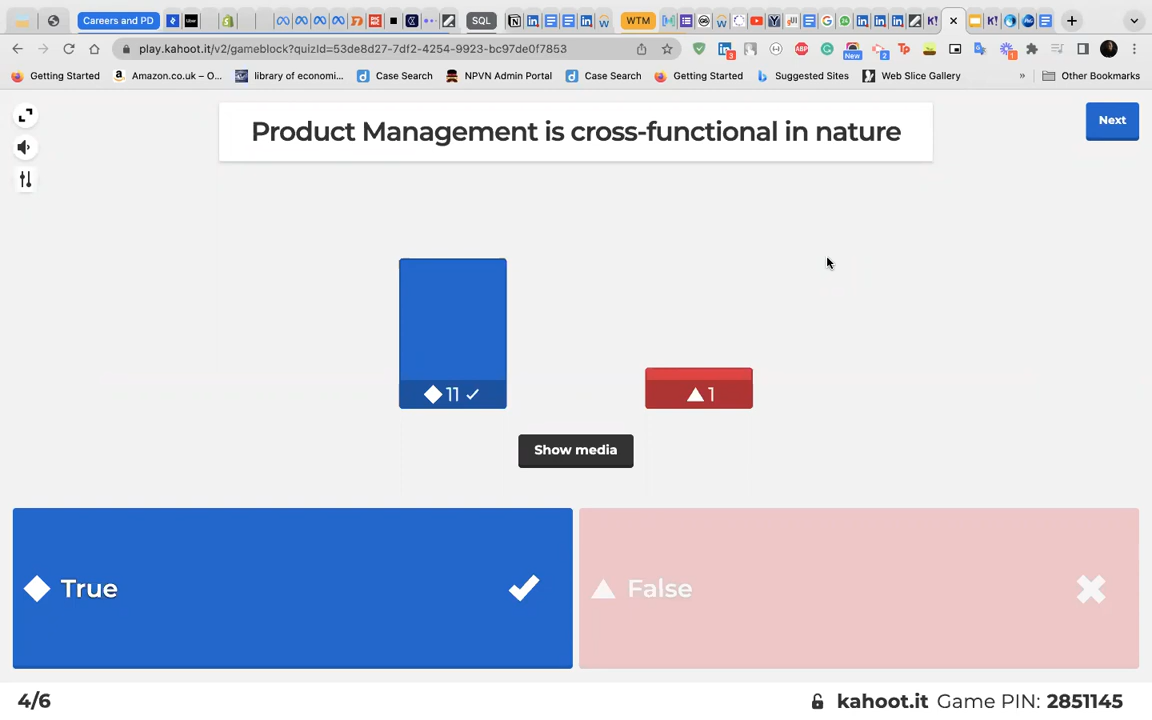 Careers and PD
SQL
WTM
play.kahoot.it/v2/gameblock?quizId=53de8d27-7df2-4254-9923-bc97de0f7853
Getting Started
Amazon.co.uk – O...
library of economi...
Case Search
NPVN Admin Portal
Case Search
Getting Started
Suggested Sites
Web Slice Gallery
»
Other Bookmarks
Product Management is cross-functional in nature
Next
11
1
Show media
True
False
4/6
kahoot.it Game PIN: 2851145